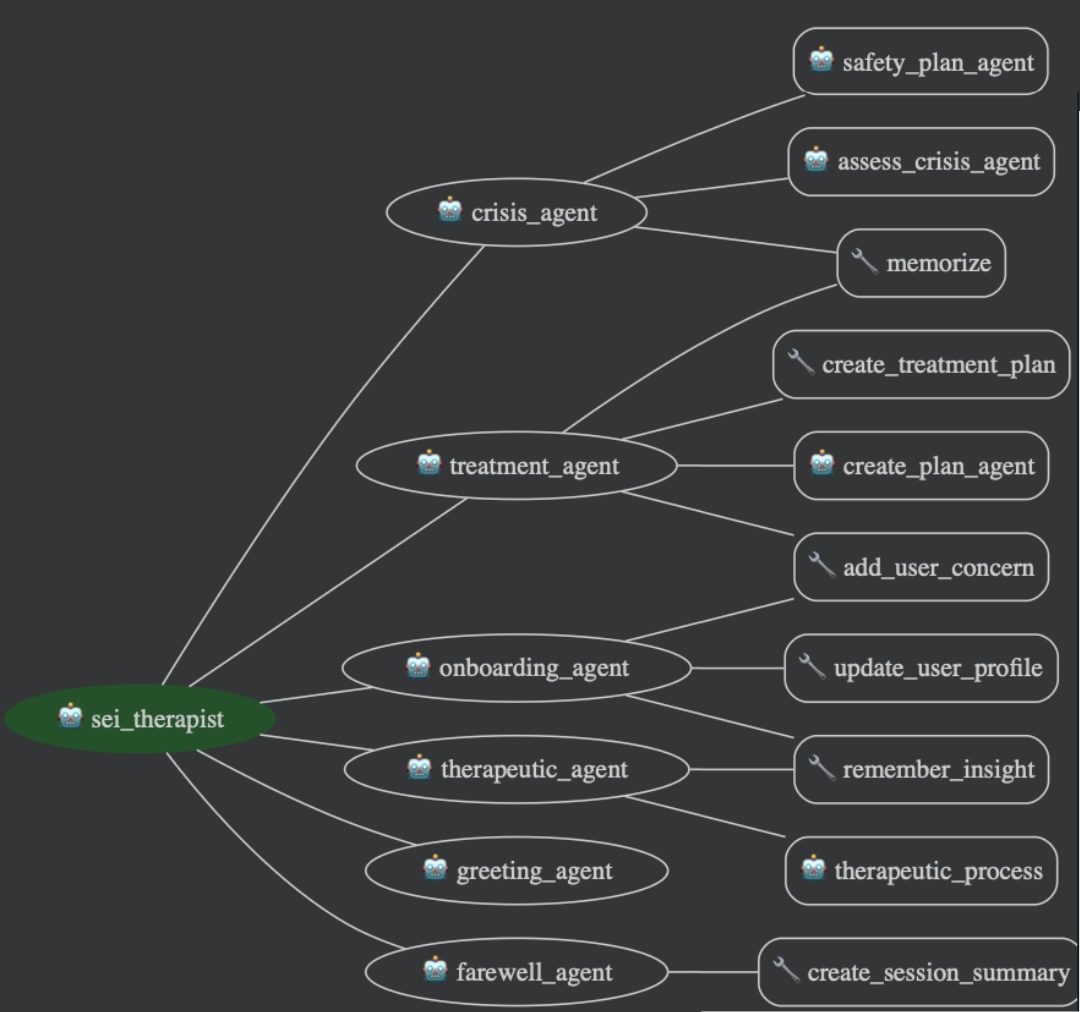 safety_plan_agent
assess_crisis_agent
crisis_agent
memorize
create_treatment_plan
treatment_agent
create_plan_agent
add_user_concern
onboarding_agent
update_user_profile
sei_therapist
therapeutic_agent
remember_insight
greeting_agent
therapeutic_process
farewell_agent
create_session_summary